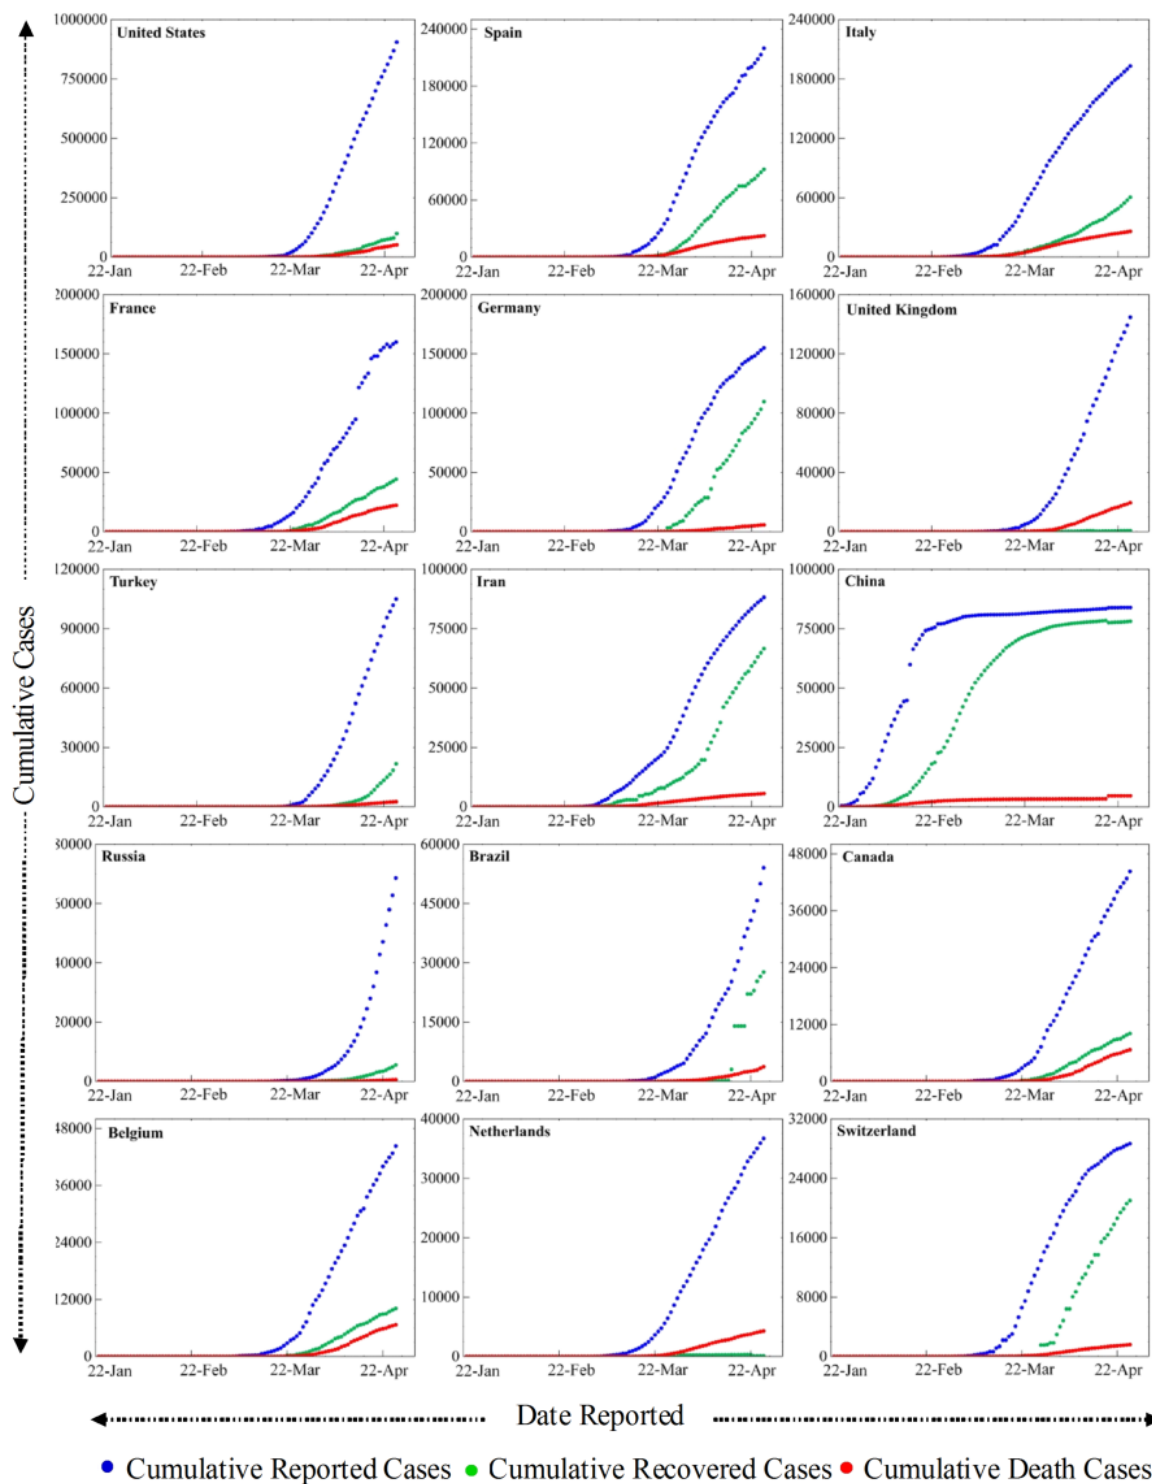 1000000 United States 240000 Spain 240000 Italy
750000 180000 180000
500000 120000 120000
250000 60000 60000
0 0 0
22-Jan 22-Feb 22-Mar 22-Apr 22-Jan 22-Feb 22-Mar 22-Apr 22-Jan 22-Feb 22-Mar 22-Apr
200000 France 200000 Germany 160000 United Kingdom
150000 150000 120000
100000 100000 80000
50000 50000 40000
0 0 0
22-Jan 22-Feb 22-Mar 22-Apr 22-Jan 22-Feb 22-Mar 22-Apr 22-Jan 22-Feb 22-Mar 22-Apr
120000 Turkey 100000 Iran 100000 China
90000 75000 75000
60000 50000 50000
30000 25000 25000
0 0 0
22-Jan 22-Feb 22-Mar 22-Apr 22-Jan 22-Feb 22-Mar 22-Apr 22-Jan 22-Feb 22-Mar 22-Apr
Cumulative Cases
80000 Russia 60000 Brazil 48000 Canada
60000 45000 36000
40000 30000 24000
20000 15000 12000
0 0 0
22-Jan 22-Feb 22-Mar 22-Apr 22-Jan 22-Feb 22-Mar 22-Apr 22-Jan 22-Feb 22-Mar 22-Apr
48000 Belgium 40000 Netherlands 32000 Switzerland
36000 30000 24000
24000 20000 16000
12000 10000 8000
0 0 0
22-Jan 22-Feb 22-Mar 22-Apr 22-Jan 22-Feb 22-Mar 22-Apr 22-Jan 22-Feb 22-Mar 22-Apr
Date Reported
Cumulative Reported Cases Cumulative Recovered Cases Cumulative Death Cases